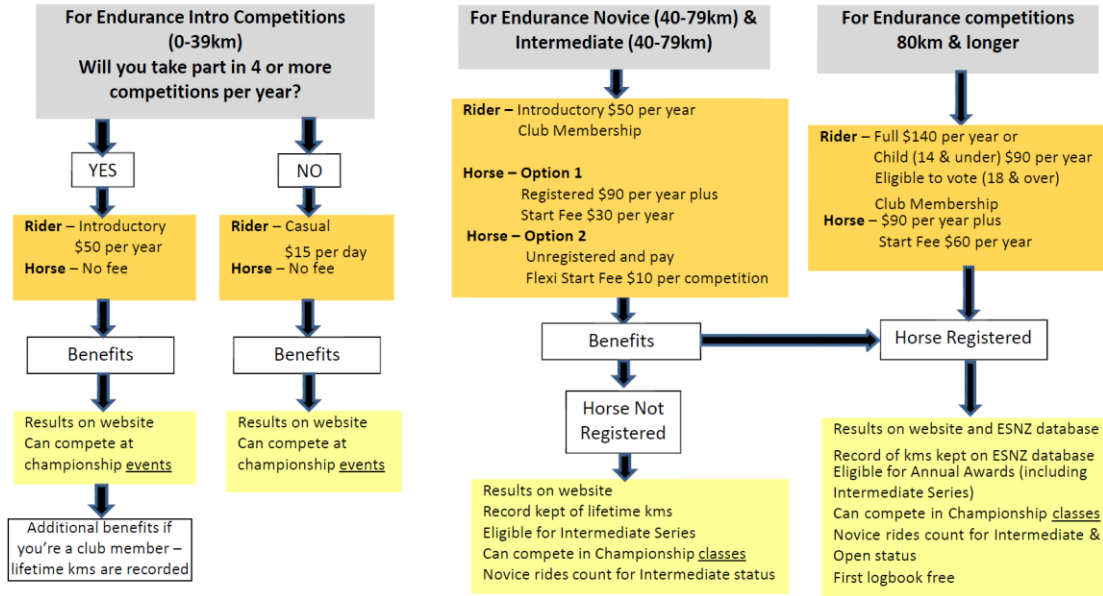 For Endurance Intro Competitions
(0-39km)
Will you take part in 4 or more
competitions per year?
YES
Rider – Introductory
$50 per year
Horse – No fee
Benefits
Results on website
Can compete at
championship events
Additional benefits if
you're a club member –
lifetime kms are recorded
NO
Rider – Casual
$15 per day
Horse – No fee
Benefits
Results on website
Can compete at
championship events
For Endurance Novice (40-79km) &
Intermediate (40-79km)
Rider – Introductory $50 per year
Club Membership
Horse – Option 1
Registered $90 per year plus
Start Fee $30 per year
Horse – Option 2
Unregistered and pay
Flexi Start Fee $10 per competition
Benefits
Horse Not
Registered
Results on website
Record kept of lifetime kms
Eligible for Intermediate Series
Can compete in Championship classes
Novice rides count for Intermediate status
For Endurance competitions
80km & longer
Rider – Full $140 per year or
Child (14 & under) $90 per year
Eligible to vote (18 & over)
Club Membership
Horse – $90 per year plus
Start Fee $60 per year
Horse Registered
Results on website and ESNZ database
Record of kms kept on ESNZ database
Eligible for Annual Awards (including
Intermediate Series)
Can compete in Championship classes
Novice rides count for Intermediate &
Open status
First logbook free